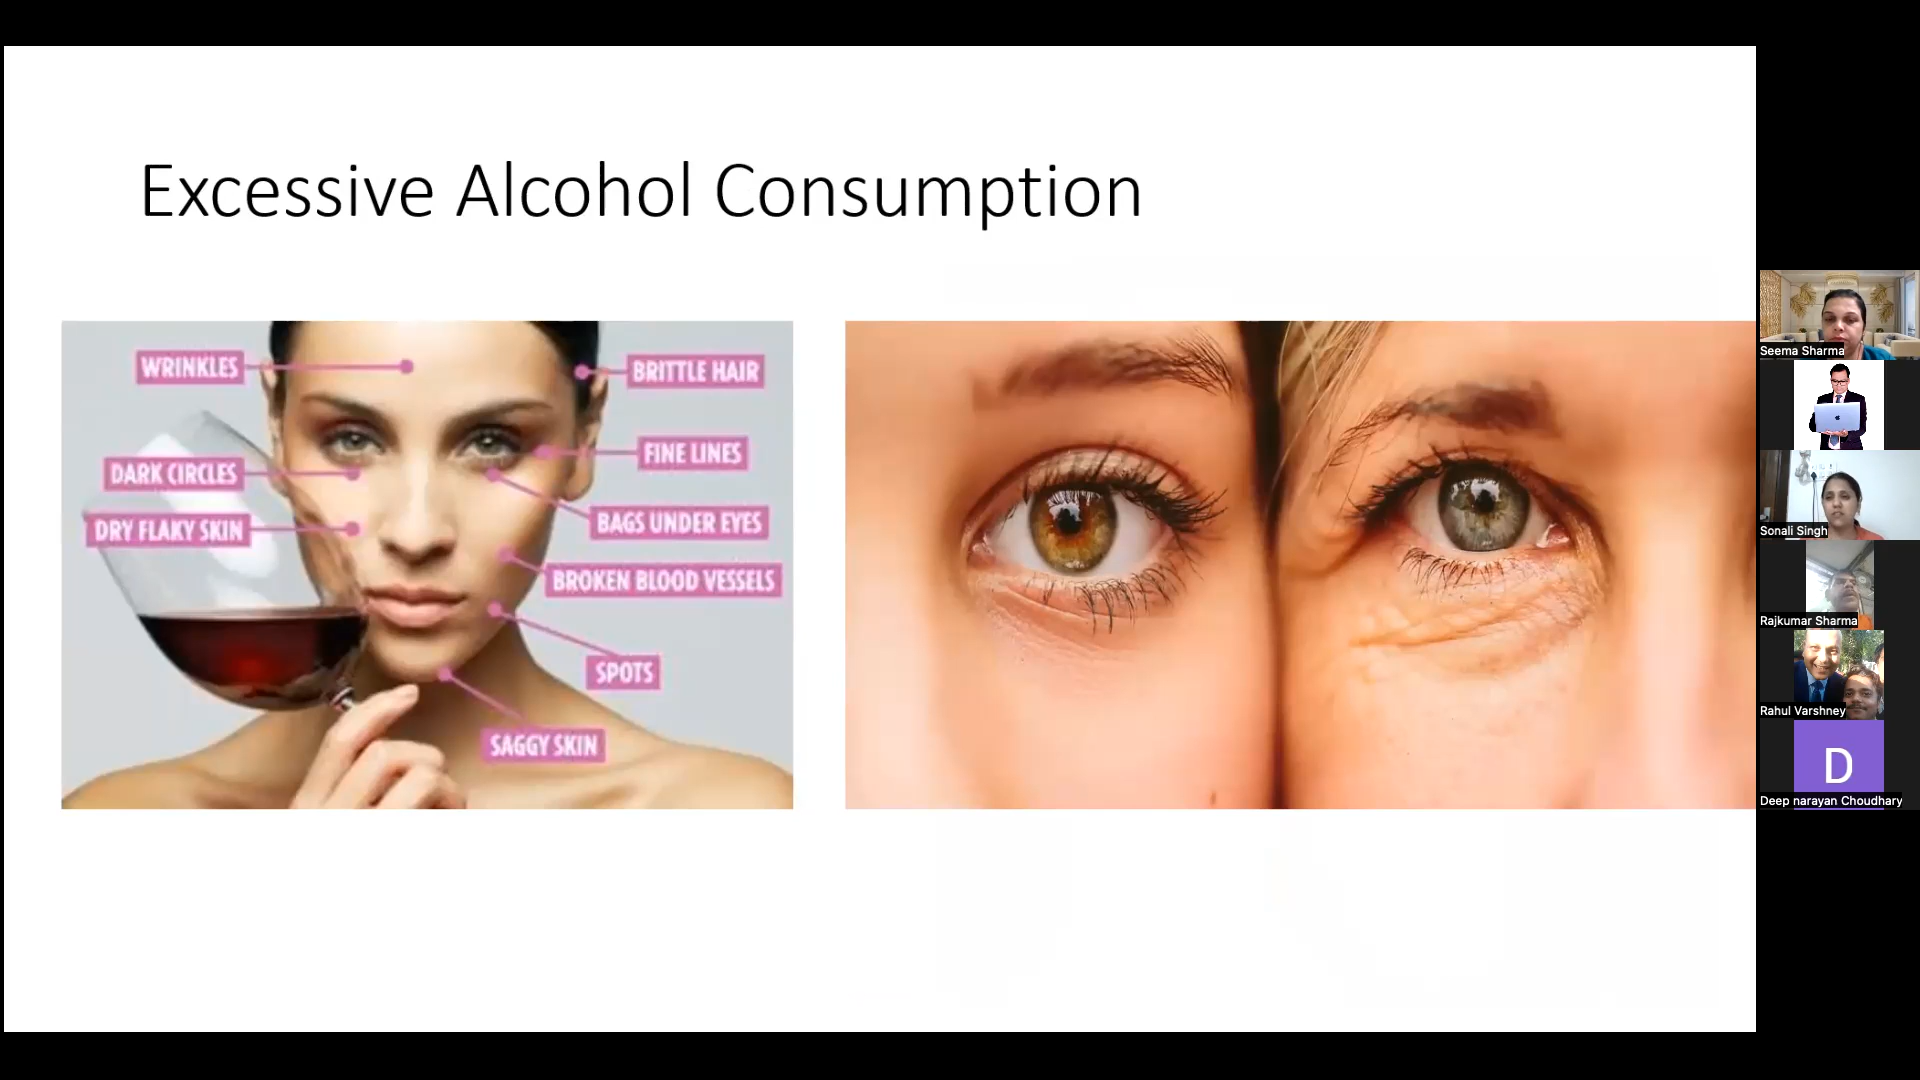 Excessive Alcohol Consumption
WRINKLES
BRITTLE HAIR
FINE LINES
DARK CIRCLES
BAGS UNDER EYES
DRY FLAKY SKIN
BROKEN BLOOD VESSELS
SPOTS
SAGGY SKIN
Seema Sharma
Sonali Singh
Rajkumar Sharma
Rahul Varshney
D
Deep narayan Choudhary